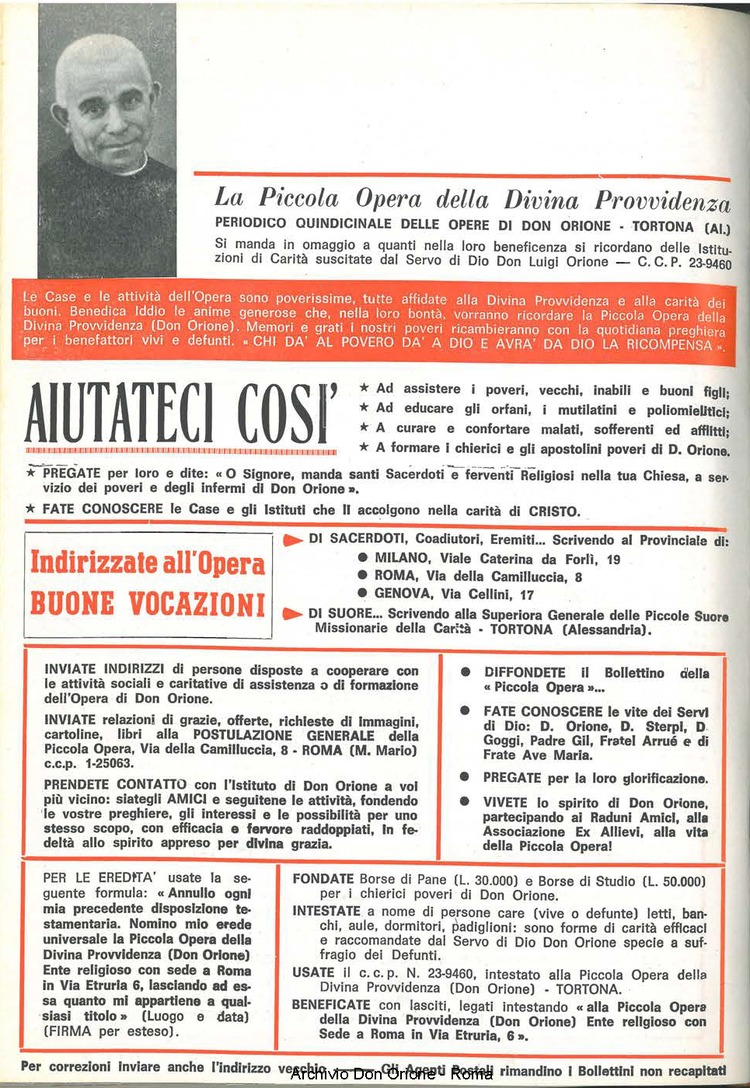 La Piccola Opera della Divina Provvidenza
PERIODICO QUINDICINALE DELLE OPERE DI DON ORIONE - TORTONA (Al.)
Si manda in omaggio a quanti nella loro beneficenza si ricordano delle Istitu-
zioni di Carità suscitate dal Servo di Dio Don Luigi Orione — C. C. P. 23-9460
Le Case e le attività dell'Opera sono poverissime, tutte affidate alla Divina Provvidenza e alla carità dei
buoni. Benedica Iddio le anime generose che, nella loro bontà, vorranno ricordare la Piccola Opera della
Divina Provvidenza (Don Orione). Memori e grati i nostri poveri ricambieranno con la quotidiana preghiera
per i benefattori vivi e defunti. « CHI DA' AL POVERO DA' A DIO E AVRA' DA DIO LA RICOMPENSA ».
AIUTATECI COSI'
★ Ad assistere i poveri, vecchi, inabili e buoni figli;
★ Ad educare gli orfani, i mutilatini e poliomielitici;
★ A curare e confortare malati, sofferenti ed afflitti;
★ A formare i chierici e gli apostolini poveri di D. Orione.
★ PREGATE per loro e dite: « O Signore, manda santi Sacerdoti e ferventi Religiosi nella tua Chiesa, a ser-
vizio dei poveri e degli infermi di Don Orione ».
★ FATE CONOSCERE le Case e gli Istituti che li accolgono nella carità di CRISTO.
Indirizzate all'Opera
BUONE VOCAZIONI
DI SACERDOTI, Coadiutori, Eremiti... Scrivendo al Provinciale di:
● MILANO, Viale Caterina da Forlì, 19
● ROMA, Via della Camilluccia, 8
● GENOVA, Via Cellini, 17
DI SUORE... Scrivendo alla Superiora Generale delle Piccole Suore
Missionarie della Carità - TORTONA (Alessandria).
INVIATE INDIRIZZI di persone disposte a cooperare con
le attività sociali e caritative di assistenza o di formazione
dell'Opera di Don Orione.
INVIATE relazioni di grazie, offerte, richieste di immagini,
cartoline, libri alla POSTULAZIONE GENERALE della
Piccola Opera, Via della Camilluccia, 8 - ROMA (M. Mario)
c.c.p. 1-25063.
PRENDETE CONTATTO con l'Istituto di Don Orione a voi
più vicino: siategli AMICI e seguitene le attività, fondendo
le vostre preghiere, gli interessi e le possibilità per uno
stesso scopo, con efficacia e fervore raddoppiati, in fe-
deltà allo spirito appreso per divina grazia.
● DIFFONDETE il Bollettino della
« Piccola Opera »...
● FATE CONOSCERE le vite dei Servi
di Dio: D. Orione, D. Sterpi, D.
Goggi, Padre Gil, Fratel Arrué e di
Frate Ave Maria.
● PREGATE per la loro glorificazione.
● VIVETE lo spirito di Don Orione,
partecipando ai Raduni Amici, alla
Associazione Ex Allievi, alla vita
della Piccola Opera!
PER LE EREDITA' usate la se-
guente formula: « Annullo ogni
mia precedente disposizione te-
stamentaria. Nomino mio erede
universale la Piccola Opera della
Divina Provvidenza (Don Orione)
Ente religioso con sede a Roma
in Via Etruria 6, lasciando ad es-
sa quanto mi appartiene a qual-
siasi titolo » (Luogo e data)
(FIRMA per esteso).
FONDATE Borse di Pane (L. 30.000) e Borse di Studio (L. 50.000)
per i chierici poveri di Don Orione.
INTESTATE a nome di persone care (vive o defunte) letti, ban-
chi, aule, dormitori, padiglioni: sono forme di carità efficaci
e raccomandate dal Servo di Dio Don Orione specie a suf-
fragio dei Defunti.
USATE il c.c.p. N. 23-9460, intestato alla Piccola Opera della
Divina Provvidenza (Don Orione) - TORTONA.
BENEFICATE con lasciti, legati intestando « alla Piccola Opera
della Divina Provvidenza (Don Orione) Ente religioso con
Sede a Roma in Via Etruria, 6 ».
Per correzioni inviare anche l'indirizzo vecchio — Gli Agenti Postali rimandino i Bollettini non recapitati
Archivio Don Orione - Roma